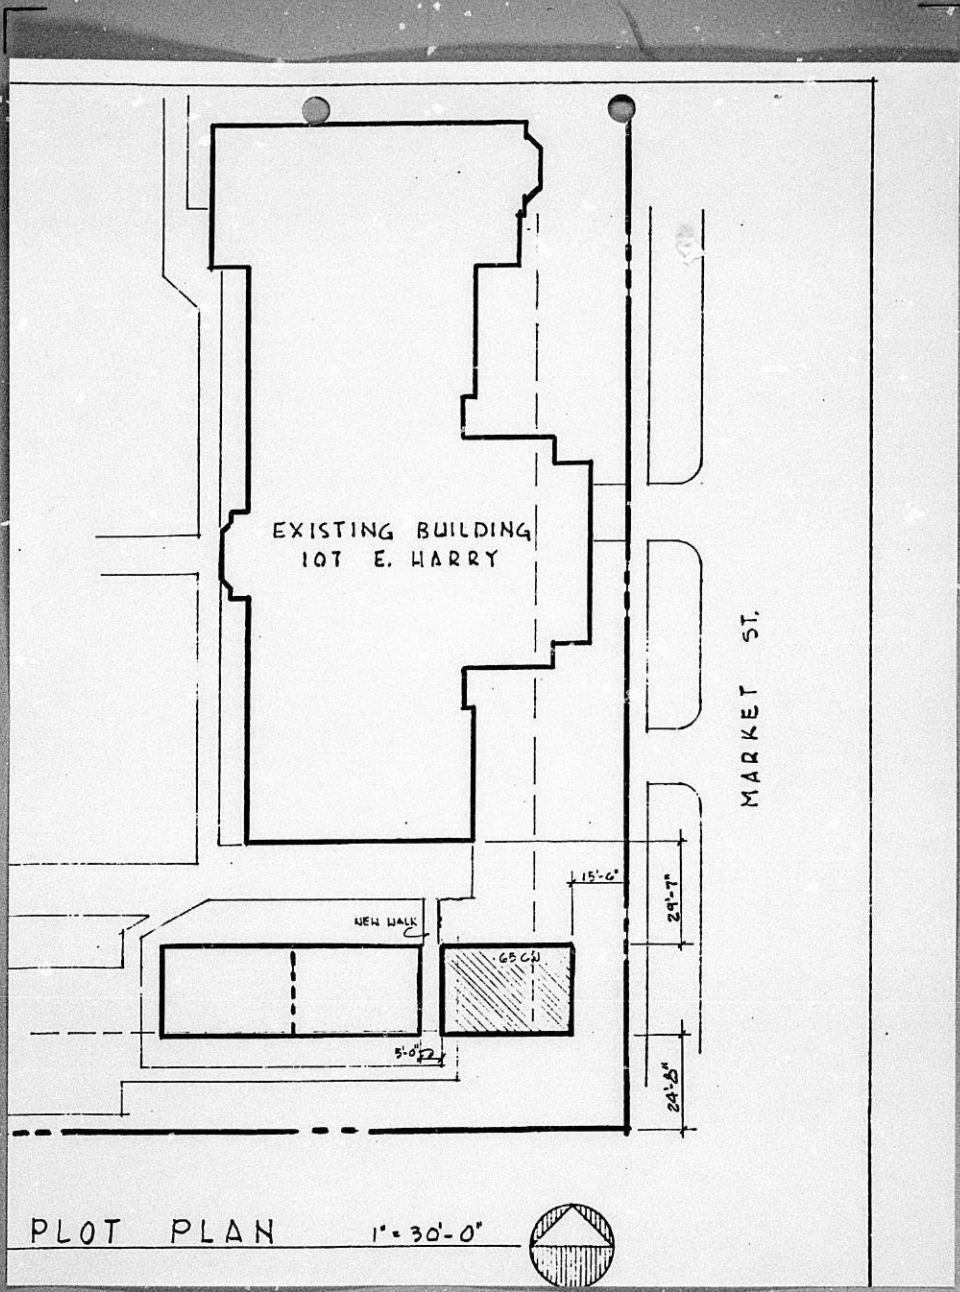 EXISTING BUILDING
107 E. HARRY
MARKET ST.
15'-6"
29'-7"
NEW WALK
5'-0"
24'-8"
PLOT PLAN 1" = 30'-0"